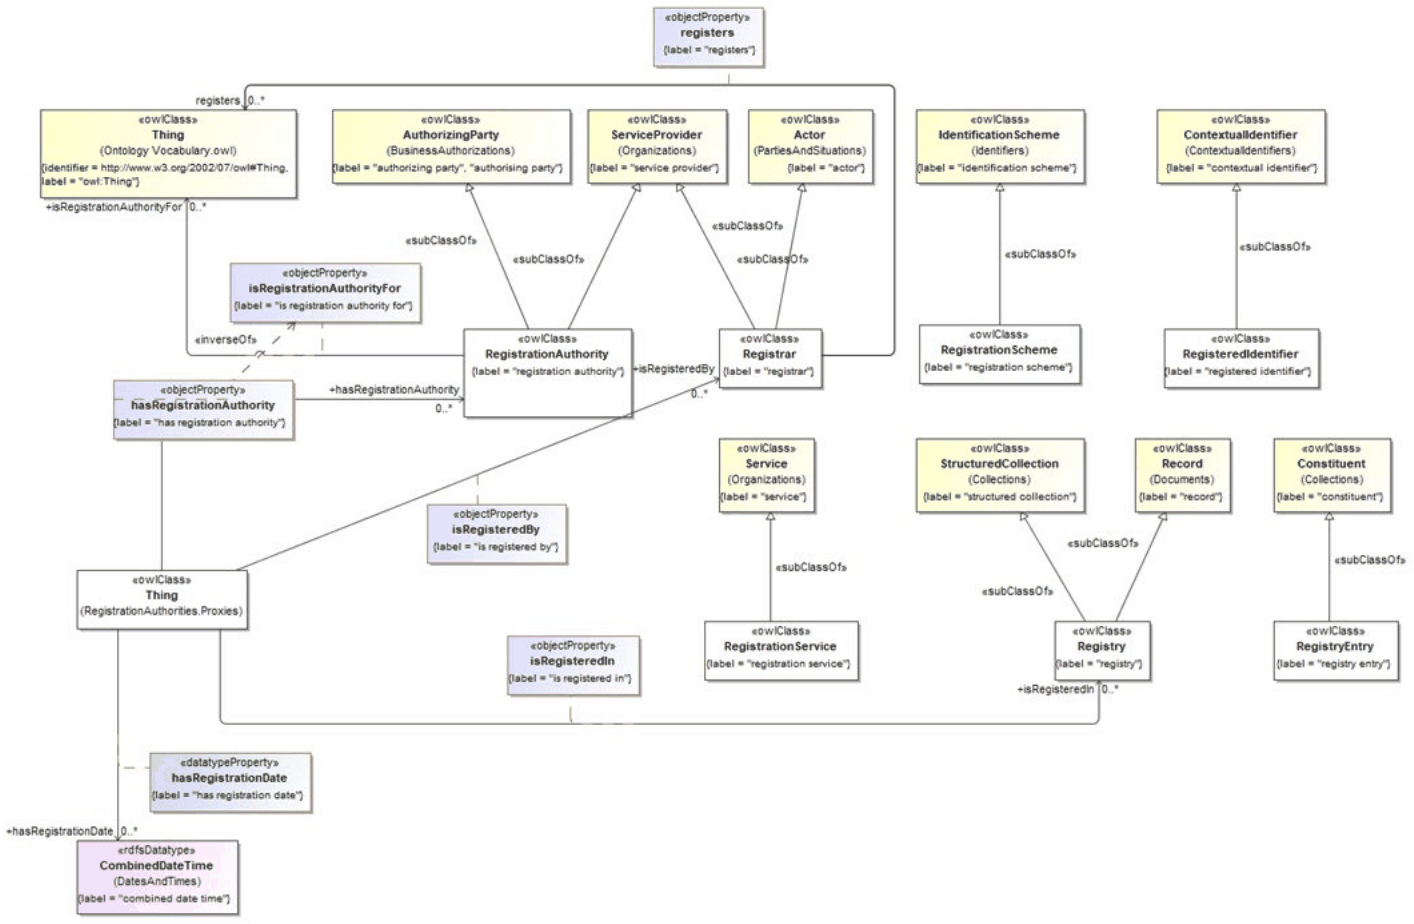 «objectProperty»
registers
{label = "registers"}
registers 0..*
«owlClass»
Thing
(Ontology Vocabulary.owl)
{identifier = http://www.w3.org/2002/07/owl#Thing,
label = "owl:Thing"}
«owlClass»
AuthorizingParty
(BusinessAuthorizations)
{label = "authorizing party", "authorising party"}
«owlClass»
ServiceProvider
(Organizations)
{label = "service provider"}
«owlClass»
Actor
(PartiesAndSituations)
{label = "actor"}
«owlClass»
IdentificationScheme
(Identifiers)
{label = "identification scheme"}
«owlClass»
ContextualIdentifier
(ContextualIdentifiers)
{label = "contextual identifier"}
+isRegistrationAuthorityFor 0..*
«subClassOf»
«subClassOf»
«subClassOf»
«subClassOf»
«subClassOf»
«subClassOf»
«objectProperty»
isRegistrationAuthorityFor
{label = "is registration authority for"}
«inverseOf»
«owlClass»
RegistrationAuthority
{label = "registration authority"}
+isRegisteredBy
0..*
«owlClass»
Registrar
{label = "registrar"}
«owlClass»
RegistrationScheme
{label = "registration scheme"}
«owlClass»
RegisteredIdentifier
{label = "registered identifier"}
«objectProperty»
hasRegistrationAuthority
{label = "has registration authority"}
+hasRegistrationAuthority
0..*
«owlClass»
Service
(Organizations)
{label = "service"}
«owlClass»
StructuredCollection
(Collections)
{label = "structured collection"}
«owlClass»
Record
(Documents)
{label = "record"}
«owlClass»
Constituent
(Collections)
{label = "constituent"}
«objectProperty»
isRegisteredBy
{label = "is registered by"}
«subClassOf»
«subClassOf»
«subClassOf»
«subClassOf»
«owlClass»
Thing
(RegistrationAuthorities.Proxies)
«objectProperty»
isRegisteredIn
{label = "is registered in"}
«owlClass»
RegistrationService
{label = "registration service"}
«owlClass»
Registry
{label = "registry"}
«owlClass»
RegistryEntry
{label = "registry entry"}
+isRegisteredIn 0..*
«datatypeProperty»
hasRegistrationDate
{label = "has registration date"}
+hasRegistrationDate 0..*
«rdfsDatatype»
CombinedDateTime
(DatesAndTimes)
{label = "combined date time"}